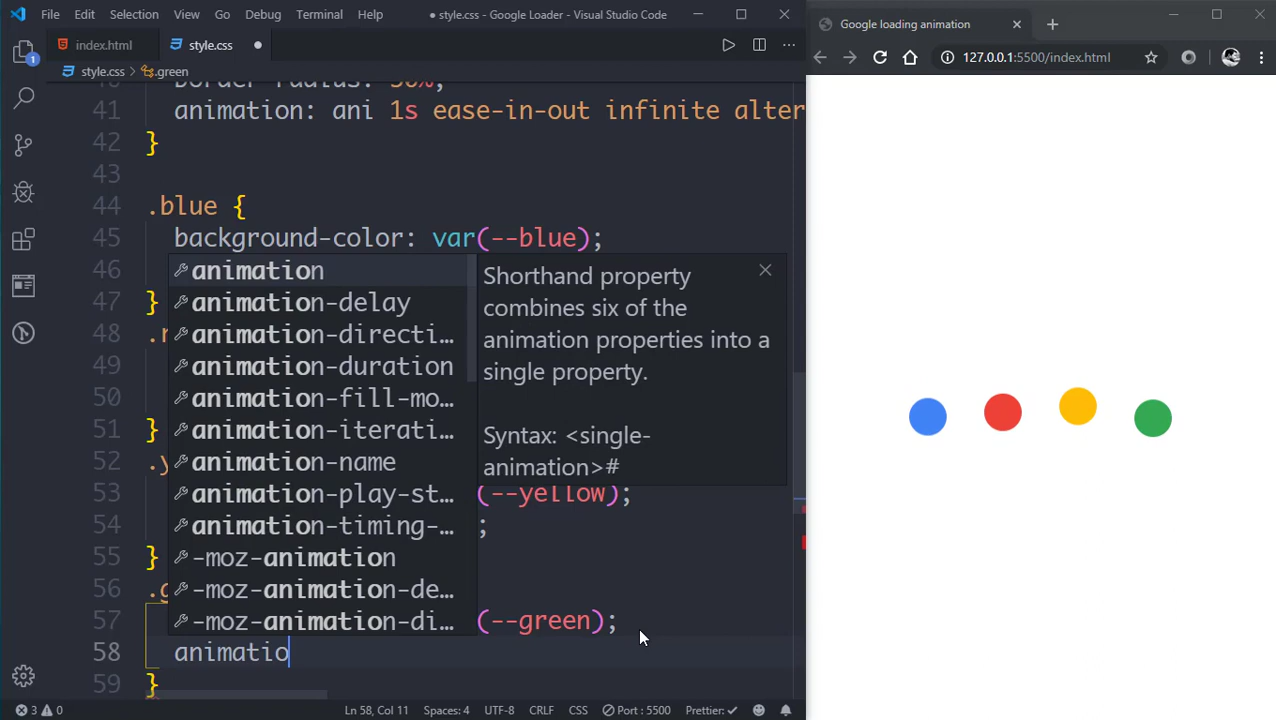 File Edit Selection View Go Debug Terminal Help ● style.css - Google Loader - Visual Studio Code
Google loading animation
index.html style.css
127.0.0.1:5500/index.html
style.css > .green
41 animation: ani 1s ease-in-out infinite alter
42 }
43
44 .blue {
45 background-color: var(--blue);
46 animation
47 } animation-delay
48 animation-directi…
49 animation-duration
50 animation-fill-mo…
51 } animation-iterati…
52 animation-name
53 animation-play-st… (--yellow);
54 animation-timing-… ;
55 } -moz-animation
56 -moz-animation-de…
57 -moz-animation-di… (--green);
58 animatio
59 }
Shorthand property
combines six of the
animation properties into a
single property.
Syntax: <single-
animation>#
1
3 0 Ln 58, Col 11 Spaces: 4 UTF-8 CRLF CSS Port : 5500 Prettier: ✓